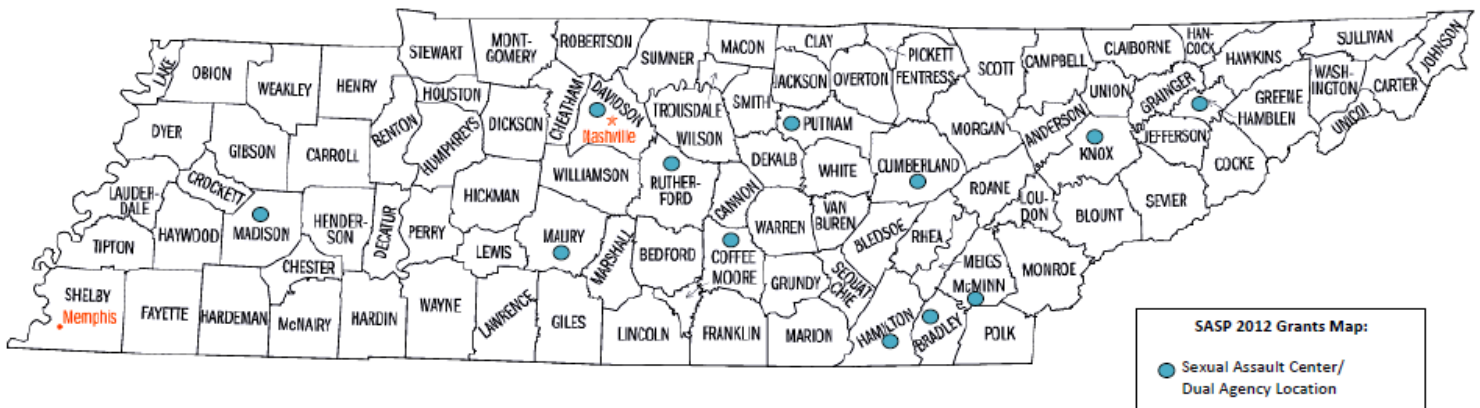 LAKE
OBION
WEAKLEY
HENRY
STEWART
MONT-
GOMERY
ROBERTSON
SUMNER
MACON
CLAY
PICKETT
FENTRESS
OVERTON
JACKSON
SCOTT
CAMPBELL
CLAIBORNE
HAN-
COCK
HAWKINS
SULLIVAN
JOHNSON
CARTER
WASH-
INGTON
UNICOI
GREENE
HAMBLEN
GRAINGER
UNION
ANDERSON
MORGAN
CUMBERLAND
PUTNAM
SMITH
TROUSDALE
WILSON
DAVIDSON
Nashville
CHEATHAM
DICKSON
HOUSTON
HUMPHREYS
BENTON
CARROLL
GIBSON
DYER
CROCKETT
LAUDER-
DALE
HAYWOOD
MADISON
HENDER-
SON
DECATUR
PERRY
HICKMAN
WILLIAMSON
RUTHER-
FORD
CANNON
DEKALB
WHITE
VAN
BUREN
WARREN
BLEDSOE
RHEA
ROANE
LOU-
DON
KNOX
JEFFERSON
COCKE
SEVIER
BLOUNT
MONROE
MEIGS
McMINN
POLK
BRADLEY
HAMILTON
SEQUAT
CHIE
MARION
GRUNDY
COFFEE
MOORE
FRANKLIN
LINCOLN
BEDFORD
MARSHALL
MAURY
LEWIS
GILES
LAWRENCE
WAYNE
HARDIN
CHESTER
McNAIRY
HARDEMAN
FAYETTE
TIPTON
SHELBY
Memphis
SASP 2012 Grants Map:
Sexual Assault Center/
Dual Agency Location